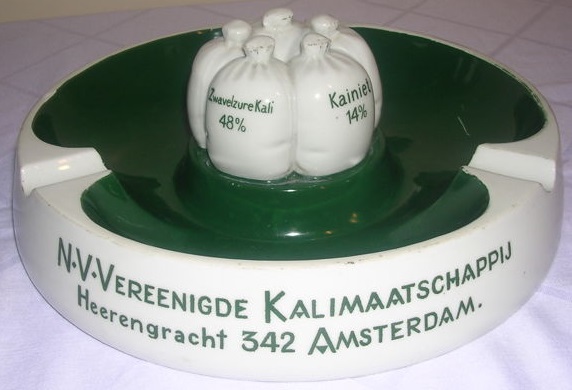 Zwavelzure Kali
48%
Kainiet
14%
N.V. VEREENIGDE KALIMAATSCHAPPIJ
Heerengracht 342 AMSTERDAM.